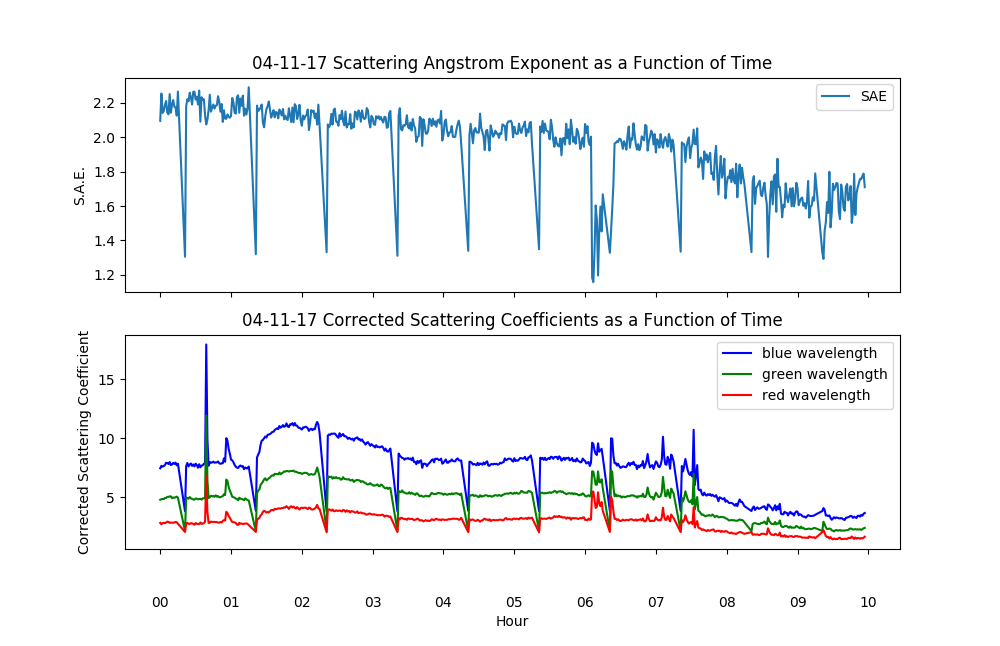 04-11-17 Scattering Angstrom Exponent as a Function of Time
SAE
2.2
2.0
1.8
1.6
1.4
1.2
S.A.E.
04-11-17 Corrected Scattering Coefficients as a Function of Time
blue wavelength
green wavelength
red wavelength
15
10
5
Corrected Scattering Coefficient
00 01 02 03 04 05 06 07 08 09 10
Hour